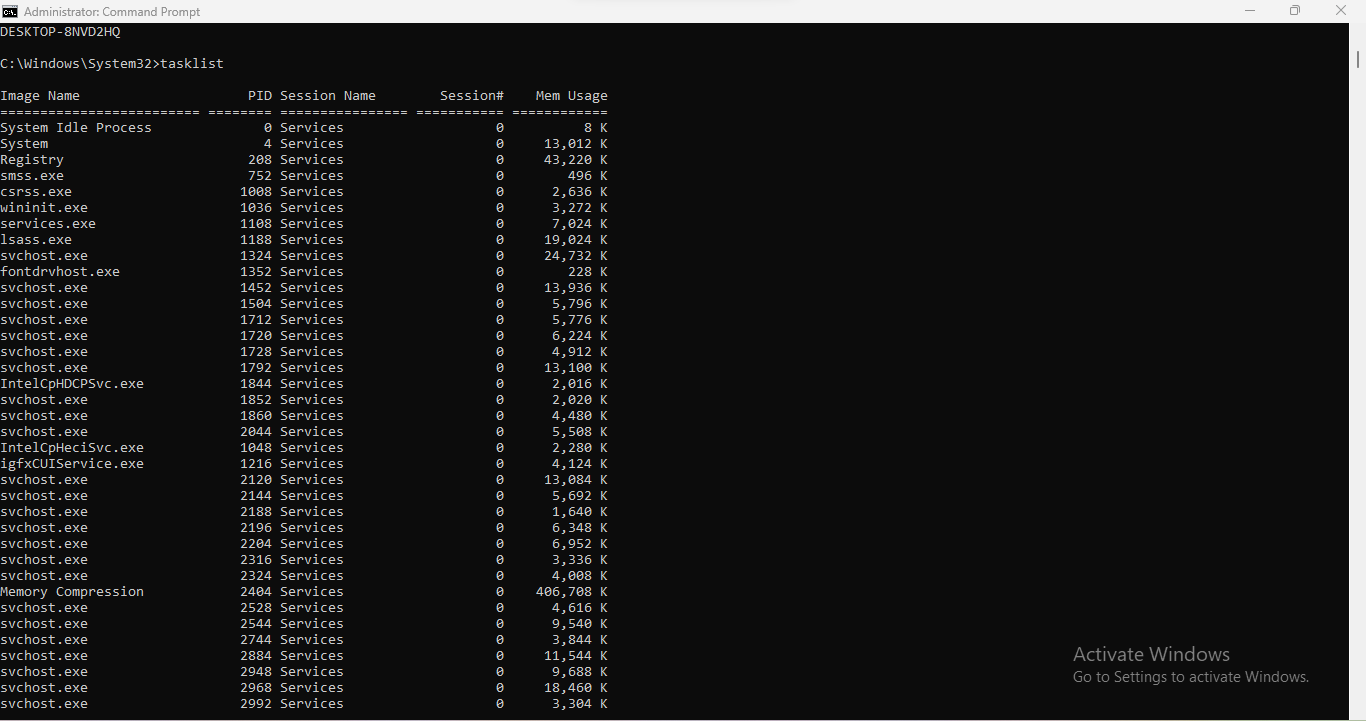 Administrator: Command Prompt
DESKTOP-8NVD2HQ
C:\Windows\System32>tasklist
Image Name                     PID Session Name        Session#    Mem Usage
========================= ======== ================ =========== ============
System Idle Process              0 Services                   0          8 K
System                           4 Services                   0     13,012 K
Registry                       208 Services                   0     43,220 K
smss.exe                       752 Services                   0        496 K
csrss.exe                     1008 Services                   0      2,636 K
wininit.exe                   1036 Services                   0      3,272 K
services.exe                  1108 Services                   0      7,024 K
lsass.exe                     1188 Services                   0     19,024 K
svchost.exe                   1324 Services                   0     24,732 K
fontdrvhost.exe               1352 Services                   0        228 K
svchost.exe                   1452 Services                   0     13,936 K
svchost.exe                   1504 Services                   0      5,796 K
svchost.exe                   1712 Services                   0      5,776 K
svchost.exe                   1720 Services                   0      6,224 K
svchost.exe                   1728 Services                   0      4,912 K
svchost.exe                   1792 Services                   0     13,100 K
IntelCpHDCPSvc.exe            1844 Services                   0      2,016 K
svchost.exe                   1852 Services                   0      2,020 K
svchost.exe                   1860 Services                   0      4,480 K
svchost.exe                   2044 Services                   0      5,508 K
IntelCpHeciSvc.exe            1048 Services                   0      2,280 K
igfxCUIService.exe            1216 Services                   0      4,124 K
svchost.exe                   2120 Services                   0     13,084 K
svchost.exe                   2144 Services                   0      5,692 K
svchost.exe                   2188 Services                   0      1,640 K
svchost.exe                   2196 Services                   0      6,348 K
svchost.exe                   2204 Services                   0      6,952 K
svchost.exe                   2316 Services                   0      3,336 K
svchost.exe                   2324 Services                   0      4,008 K
Memory Compression            2404 Services                   0    406,708 K
svchost.exe                   2528 Services                   0      4,616 K
svchost.exe                   2544 Services                   0      9,540 K
svchost.exe                   2744 Services                   0      3,844 K
svchost.exe                   2884 Services                   0     11,544 K
svchost.exe                   2948 Services                   0      9,688 K
svchost.exe                   2968 Services                   0     18,460 K
svchost.exe                   2992 Services                   0      3,304 K
Activate Windows
Go to Settings to activate Windows.